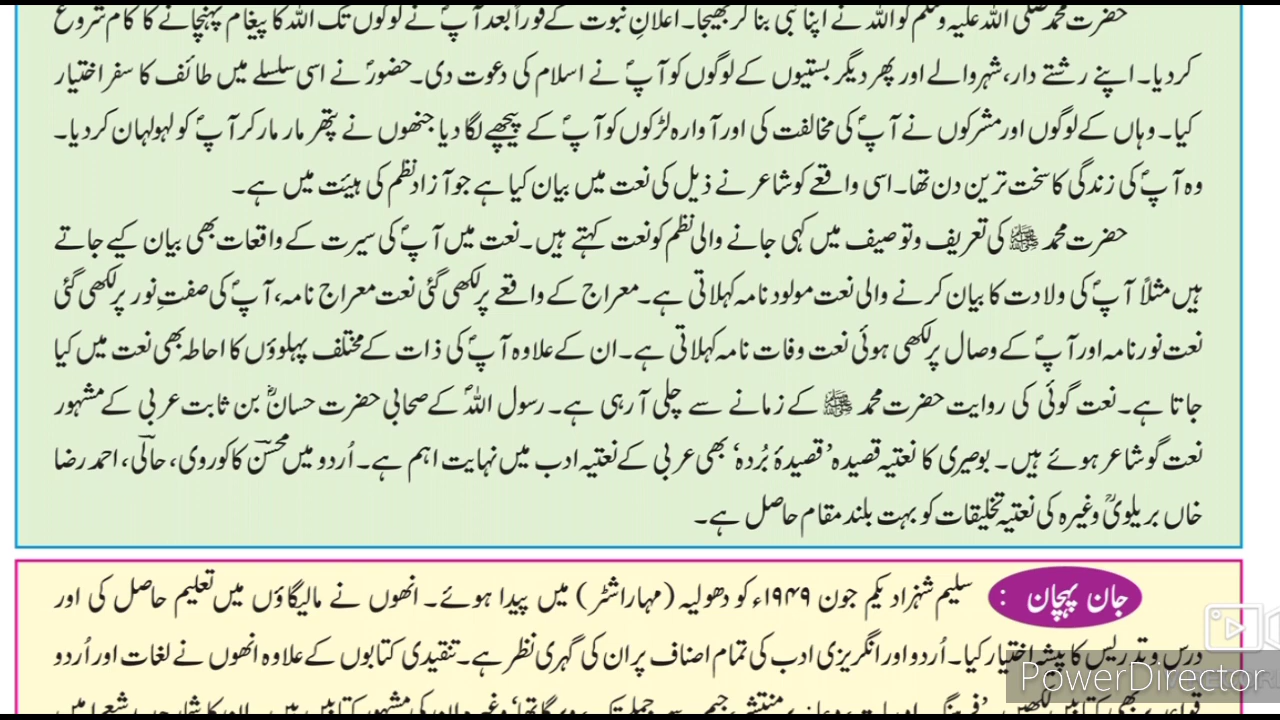 حضرت محمد صلی اللہ علیہ وسلم کو اللہ نے اپنا نبی بنا کر بھیجا۔ اعلانِ نبوت کے فوراً بعد آپؐ نے لوگوں تک اللہ کا پیغام پہنچانے کا کام شروع
کر دیا۔ اپنے رشتے دار، شہر والے اور پھر دیگر بستیوں کے لوگوں کو آپؐ نے اسلام کی دعوت دی۔ حضورؐ نے اسی سلسلے میں طائف کا سفر اختیار
کیا۔ وہاں کے لوگوں اور مشرکوں نے آپؐ کی مخالفت کی اور آوارہ لڑکوں کو آپؐ کے پیچھے لگا دیا جنھوں نے پتھر مار مار کر آپؐ کو لہولہان کر دیا۔
وہ آپؐ کی زندگی کا سخت ترین دن تھا۔ اسی واقعے کو شاعر نے ذیل کی نعت میں بیان کیا ہے جو آزاد نظم کی ہیئت میں ہے۔
حضرت محمد ﷺ کی تعریف و توصیف میں کہی جانے والی نظم کو نعت کہتے ہیں۔ نعت میں آپؐ کی سیرت کے واقعات بھی بیان کیے جاتے
ہیں مثلاً آپؐ کی ولادت کا بیان کرنے والی نعت مولود نامہ کہلاتی ہے۔ معراج کے واقعے پر لکھی گئی نعت معراج نامہ، آپؐ کی صفتِ نور پر لکھی گئی
نعت نور نامہ اور آپؐ کے وصال پر لکھی ہوئی نعت وفات نامہ کہلاتی ہے۔ ان کے علاوہ آپؐ کی ذات کے مختلف پہلوؤں کا احاطہ بھی نعت میں کیا
جاتا ہے۔ نعت گوئی کی روایت حضرت محمد ﷺ کے زمانے سے چلی آ رہی ہے۔ رسول اللہؐ کے صحابی حضرت حسانؓ بن ثابت عربی کے مشہور
نعت گو شاعر ہوئے ہیں۔ بوصیری کا نعتیہ قصیدہ ’قصیدۂ بُردہ‘ بھی عربی کے نعتیہ ادب میں نہایت اہم ہے۔ اُردو میں محسنؔ کاکوروی، حالیؔ، احمد رضا
خاں بریلویؒ وغیرہ کی نعتیہ تخلیقات کو بہت بلند مقام حاصل ہے۔
جان پہچان : سلیم شہزاد یکم جون ۱۹۴۹ء کو دھولیہ (مہاراشٹر) میں پیدا ہوئے۔ انھوں نے مالیگاؤں میں تعلیم حاصل کی اور
درس و تدریس کا پیشہ اختیار کیا۔ اُردو اور انگریزی ادب کی تمام اصناف پر ان کی گہری نظر ہے۔ تنقیدی کتابوں کے علاوہ انھوں نے لغات اور اُردو
PowerDirector